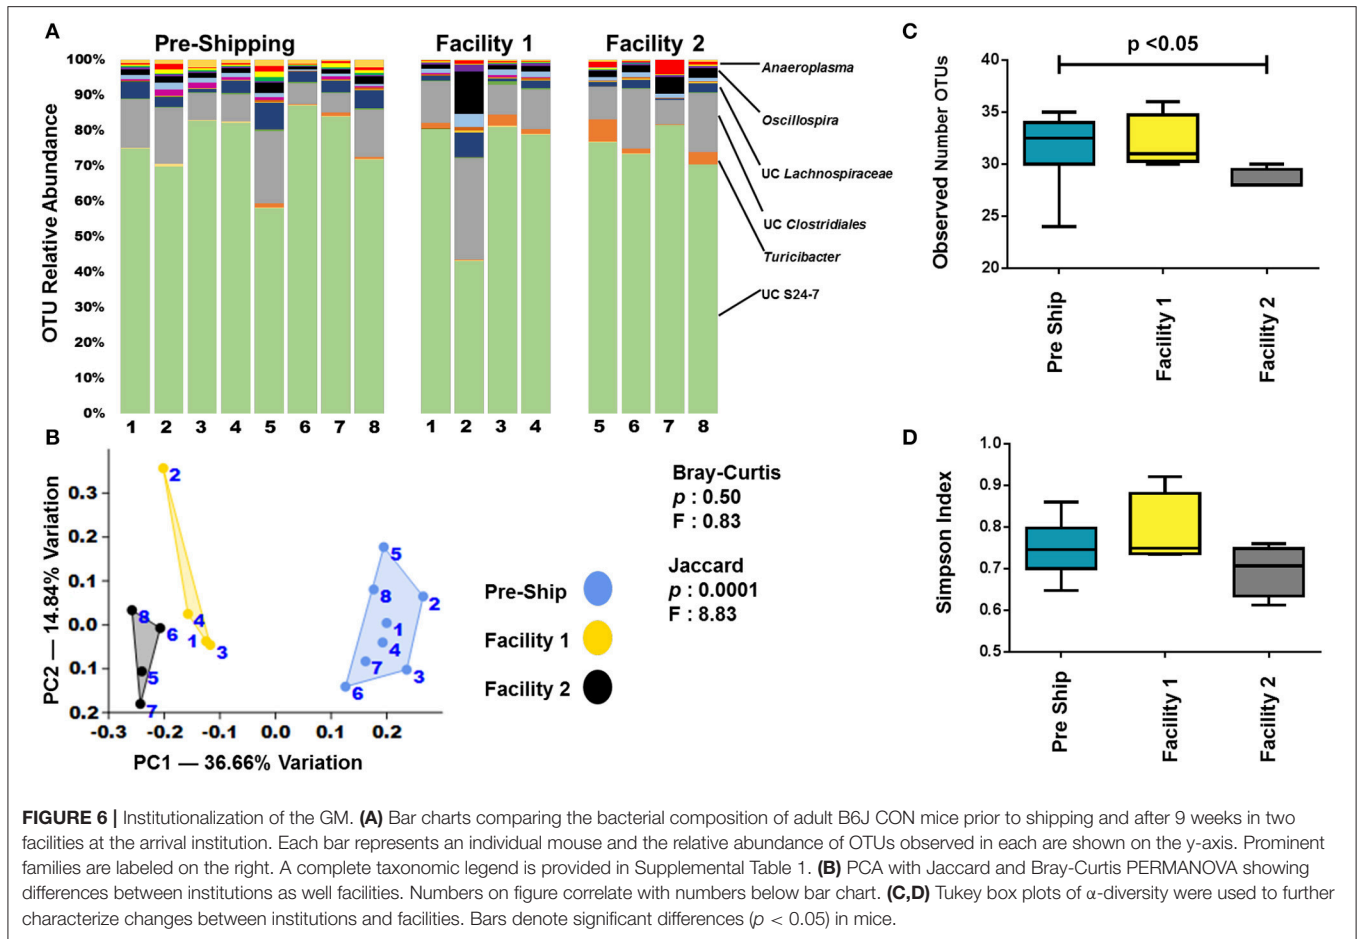 A
Pre-Shipping
Facility 1
Facility 2
OTU Relative Abundance
100%
90%
80%
70%
60%
50%
40%
30%
20%
10%
0%
1 2 3 4 5 6 7 8
1 2 3 4
5 6 7 8
Anaeroplasma
Oscillospira
UC Lachnospiraceae
UC Clostridiales
Turicibacter
UC S24-7
B
PC2 — 14.84% Variation
0.3
0.2
0.1
0.0
0.1
0.2
-0.3 -0.2 -0.1 0.0 0.1 0.2
PC1 — 36.66% Variation
2
4
1
3
8
6
5
7
5
8
2
1
4
7
3
6
Bray-Curtis
p : 0.50
F : 0.83
Jaccard
p : 0.0001
F : 8.83
Pre-Ship
Facility 1
Facility 2
C
p <0.05
Observed Number OTUs
40
35
30
25
20
Pre Ship
Facility 1
Facility 2
D
Simpson Index
1.0
0.9
0.8
0.7
0.6
0.5
Pre Ship
Facility 1
Facility 2
FIGURE 6 | Institutionalization of the GM. (A) Bar charts comparing the bacterial composition of adult B6J CON mice prior to shipping and after 9 weeks in two
facilities at the arrival institution. Each bar represents an individual mouse and the relative abundance of OTUs observed in each are shown on the y-axis. Prominent
families are labeled on the right. A complete taxonomic legend is provided in Supplemental Table 1. (B) PCA with Jaccard and Bray-Curtis PERMANOVA showing
differences between institutions as well facilities. Numbers on figure correlate with numbers below bar chart. (C,D) Tukey box plots of α-diversity were used to further
characterize changes between institutions and facilities. Bars denote significant differences (p < 0.05) in mice.